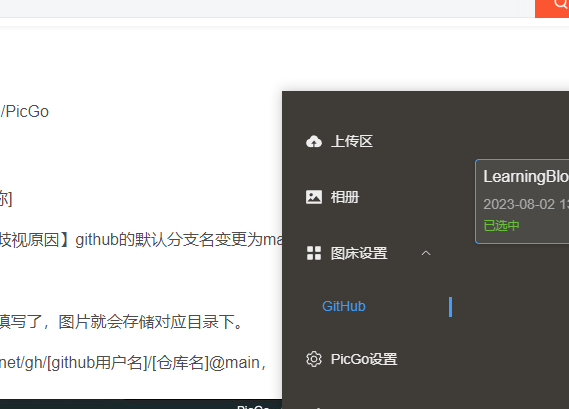 /PicGo
你]
歧视原因】github的默认分支名变更为ma
填写了，图片就会存储对应目录下。
net/gh/[github用户名]/[仓库名]@main，
上传区
相册
图床设置
GitHub
PicGo设置
LearningBlo
2023-08-02 13
已选中
PicGo